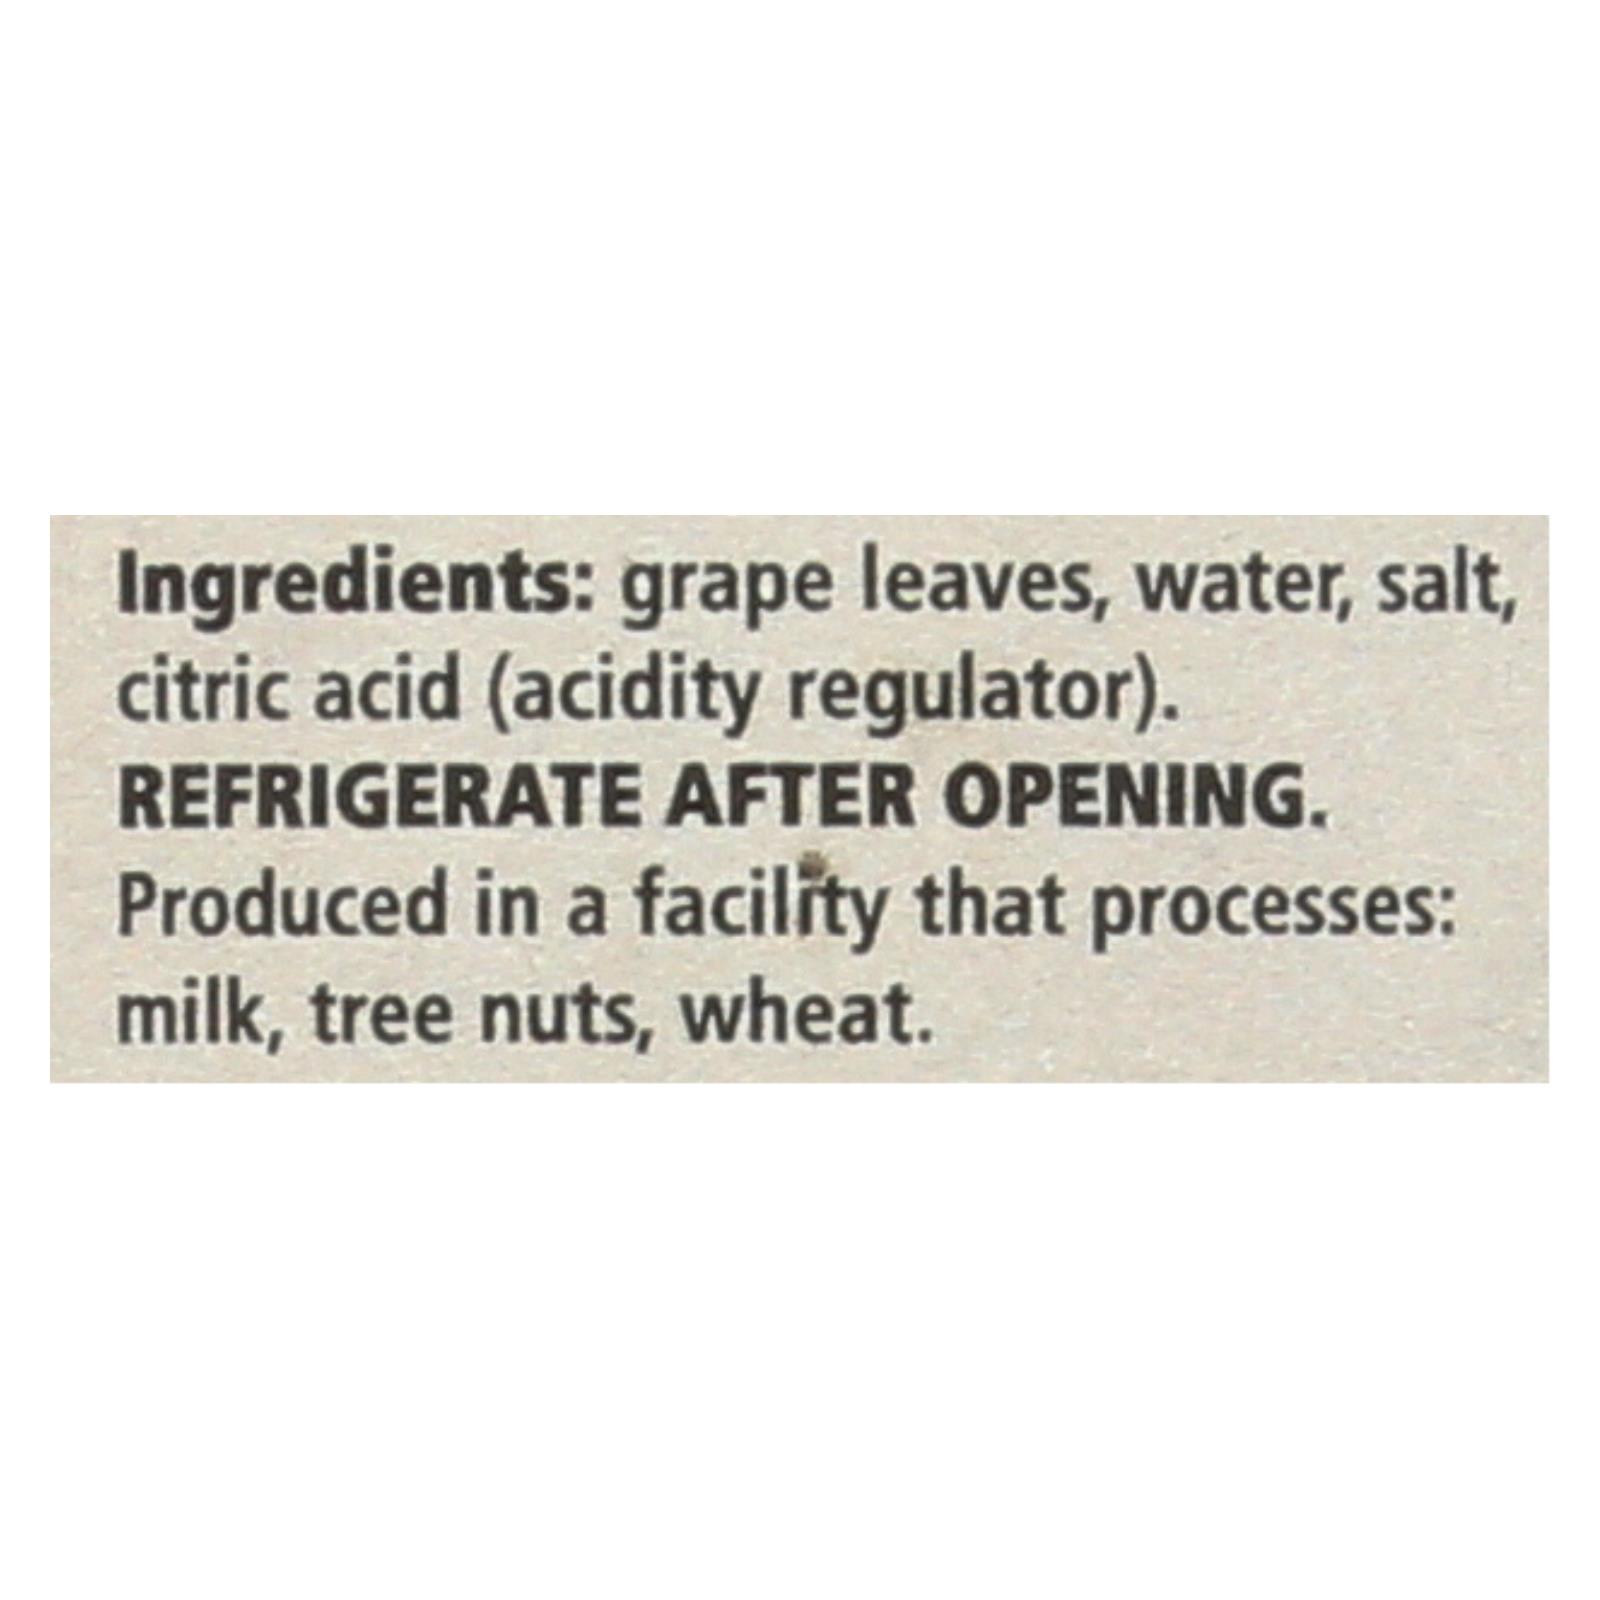 Ingredients: grape leaves, water, salt,
citric acid (acidity regulator).
REFRIGERATE AFTER OPENING.
Produced in a facility that processes:
milk, tree nuts, wheat.